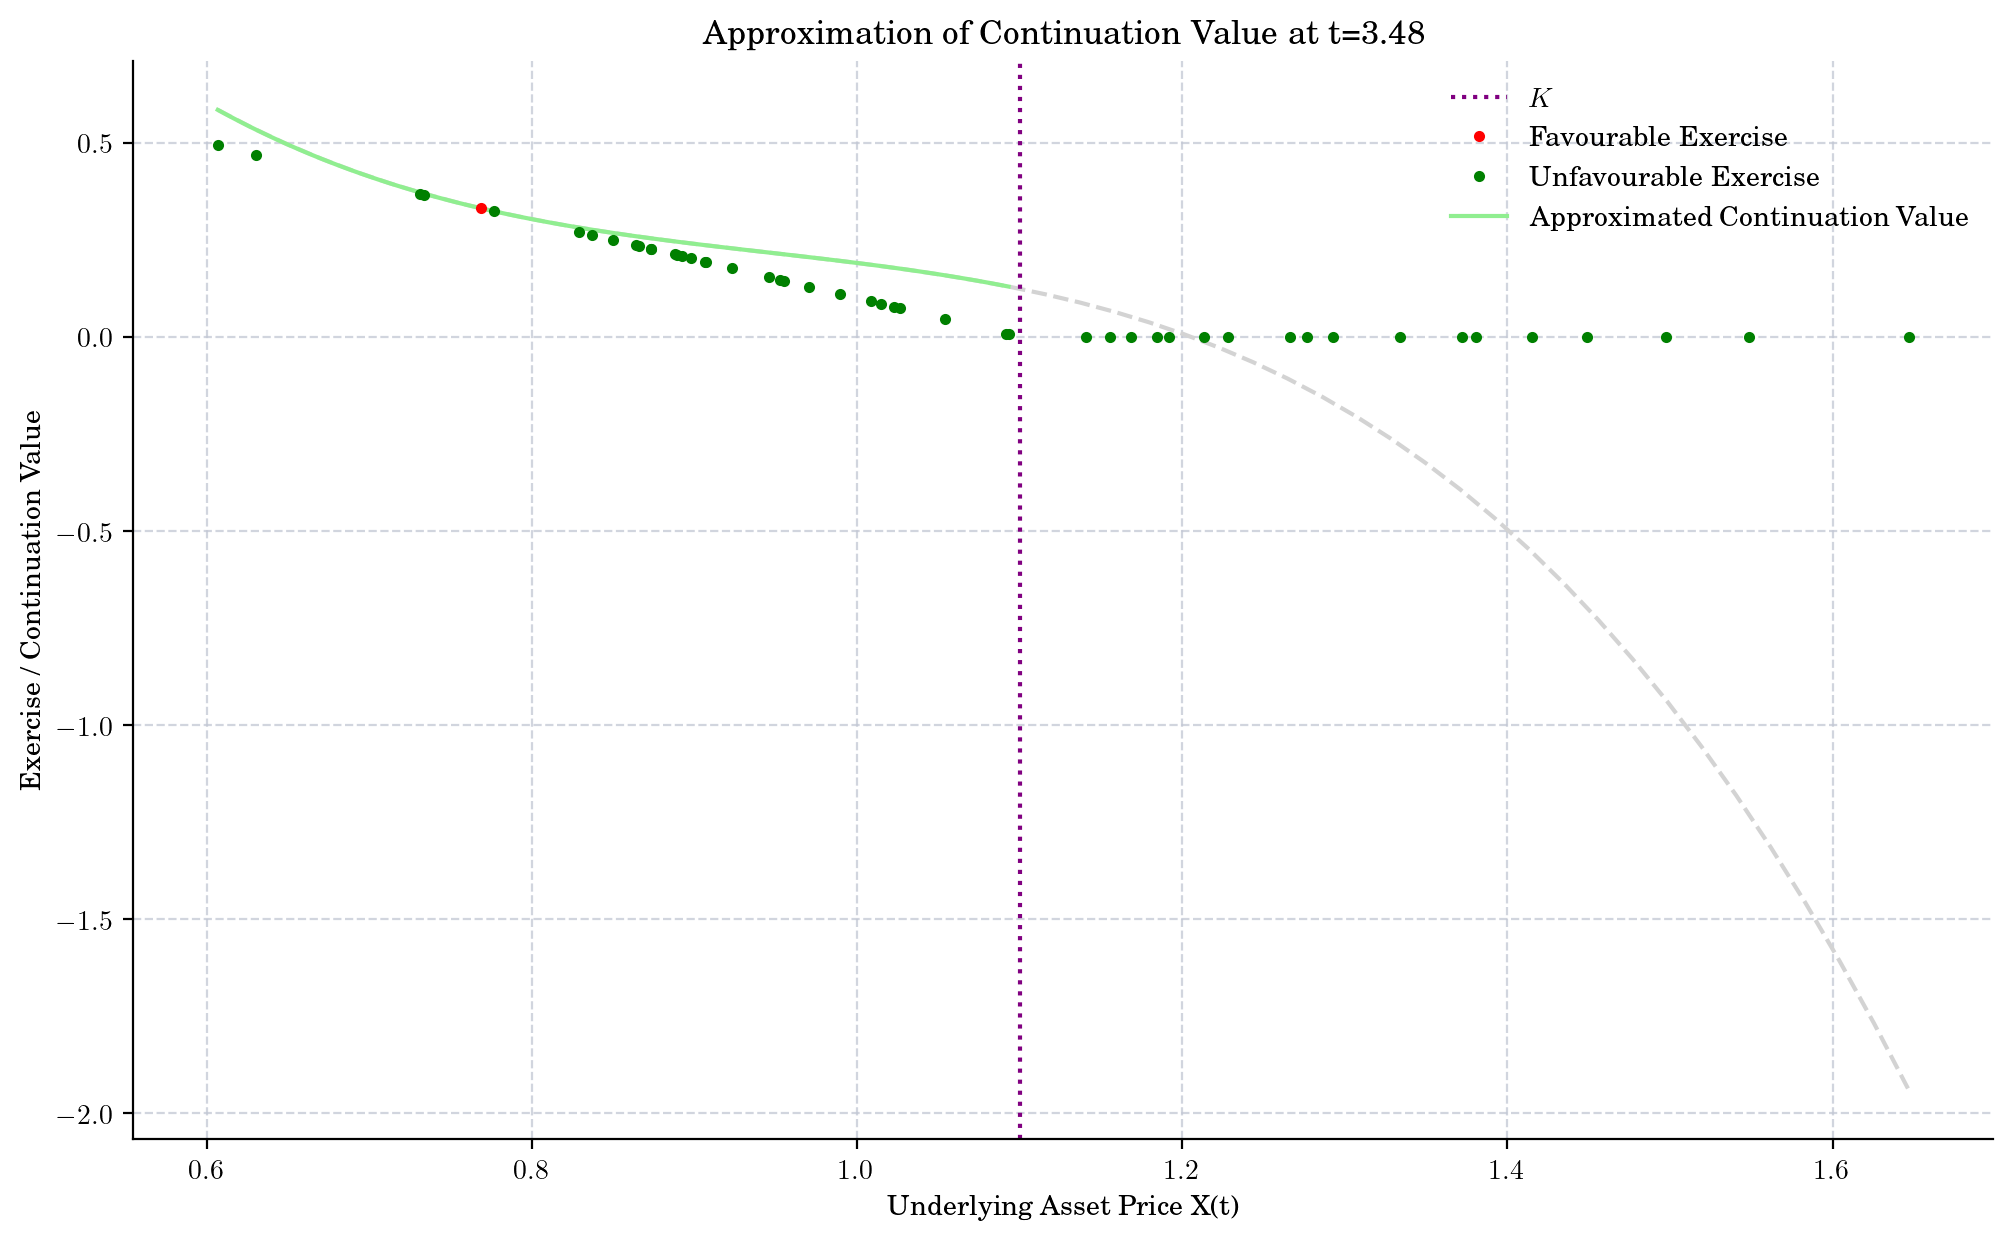 Approximation of Continuation Value at t=3.48
K
Favourable Exercise
Unfavourable Exercise
Approximated Continuation Value
Exercise / Continuation Value
0.5
0.0
−0.5
−1.0
−1.5
−2.0
0.6 0.8 1.0 1.2 1.4 1.6
Underlying Asset Price X(t)